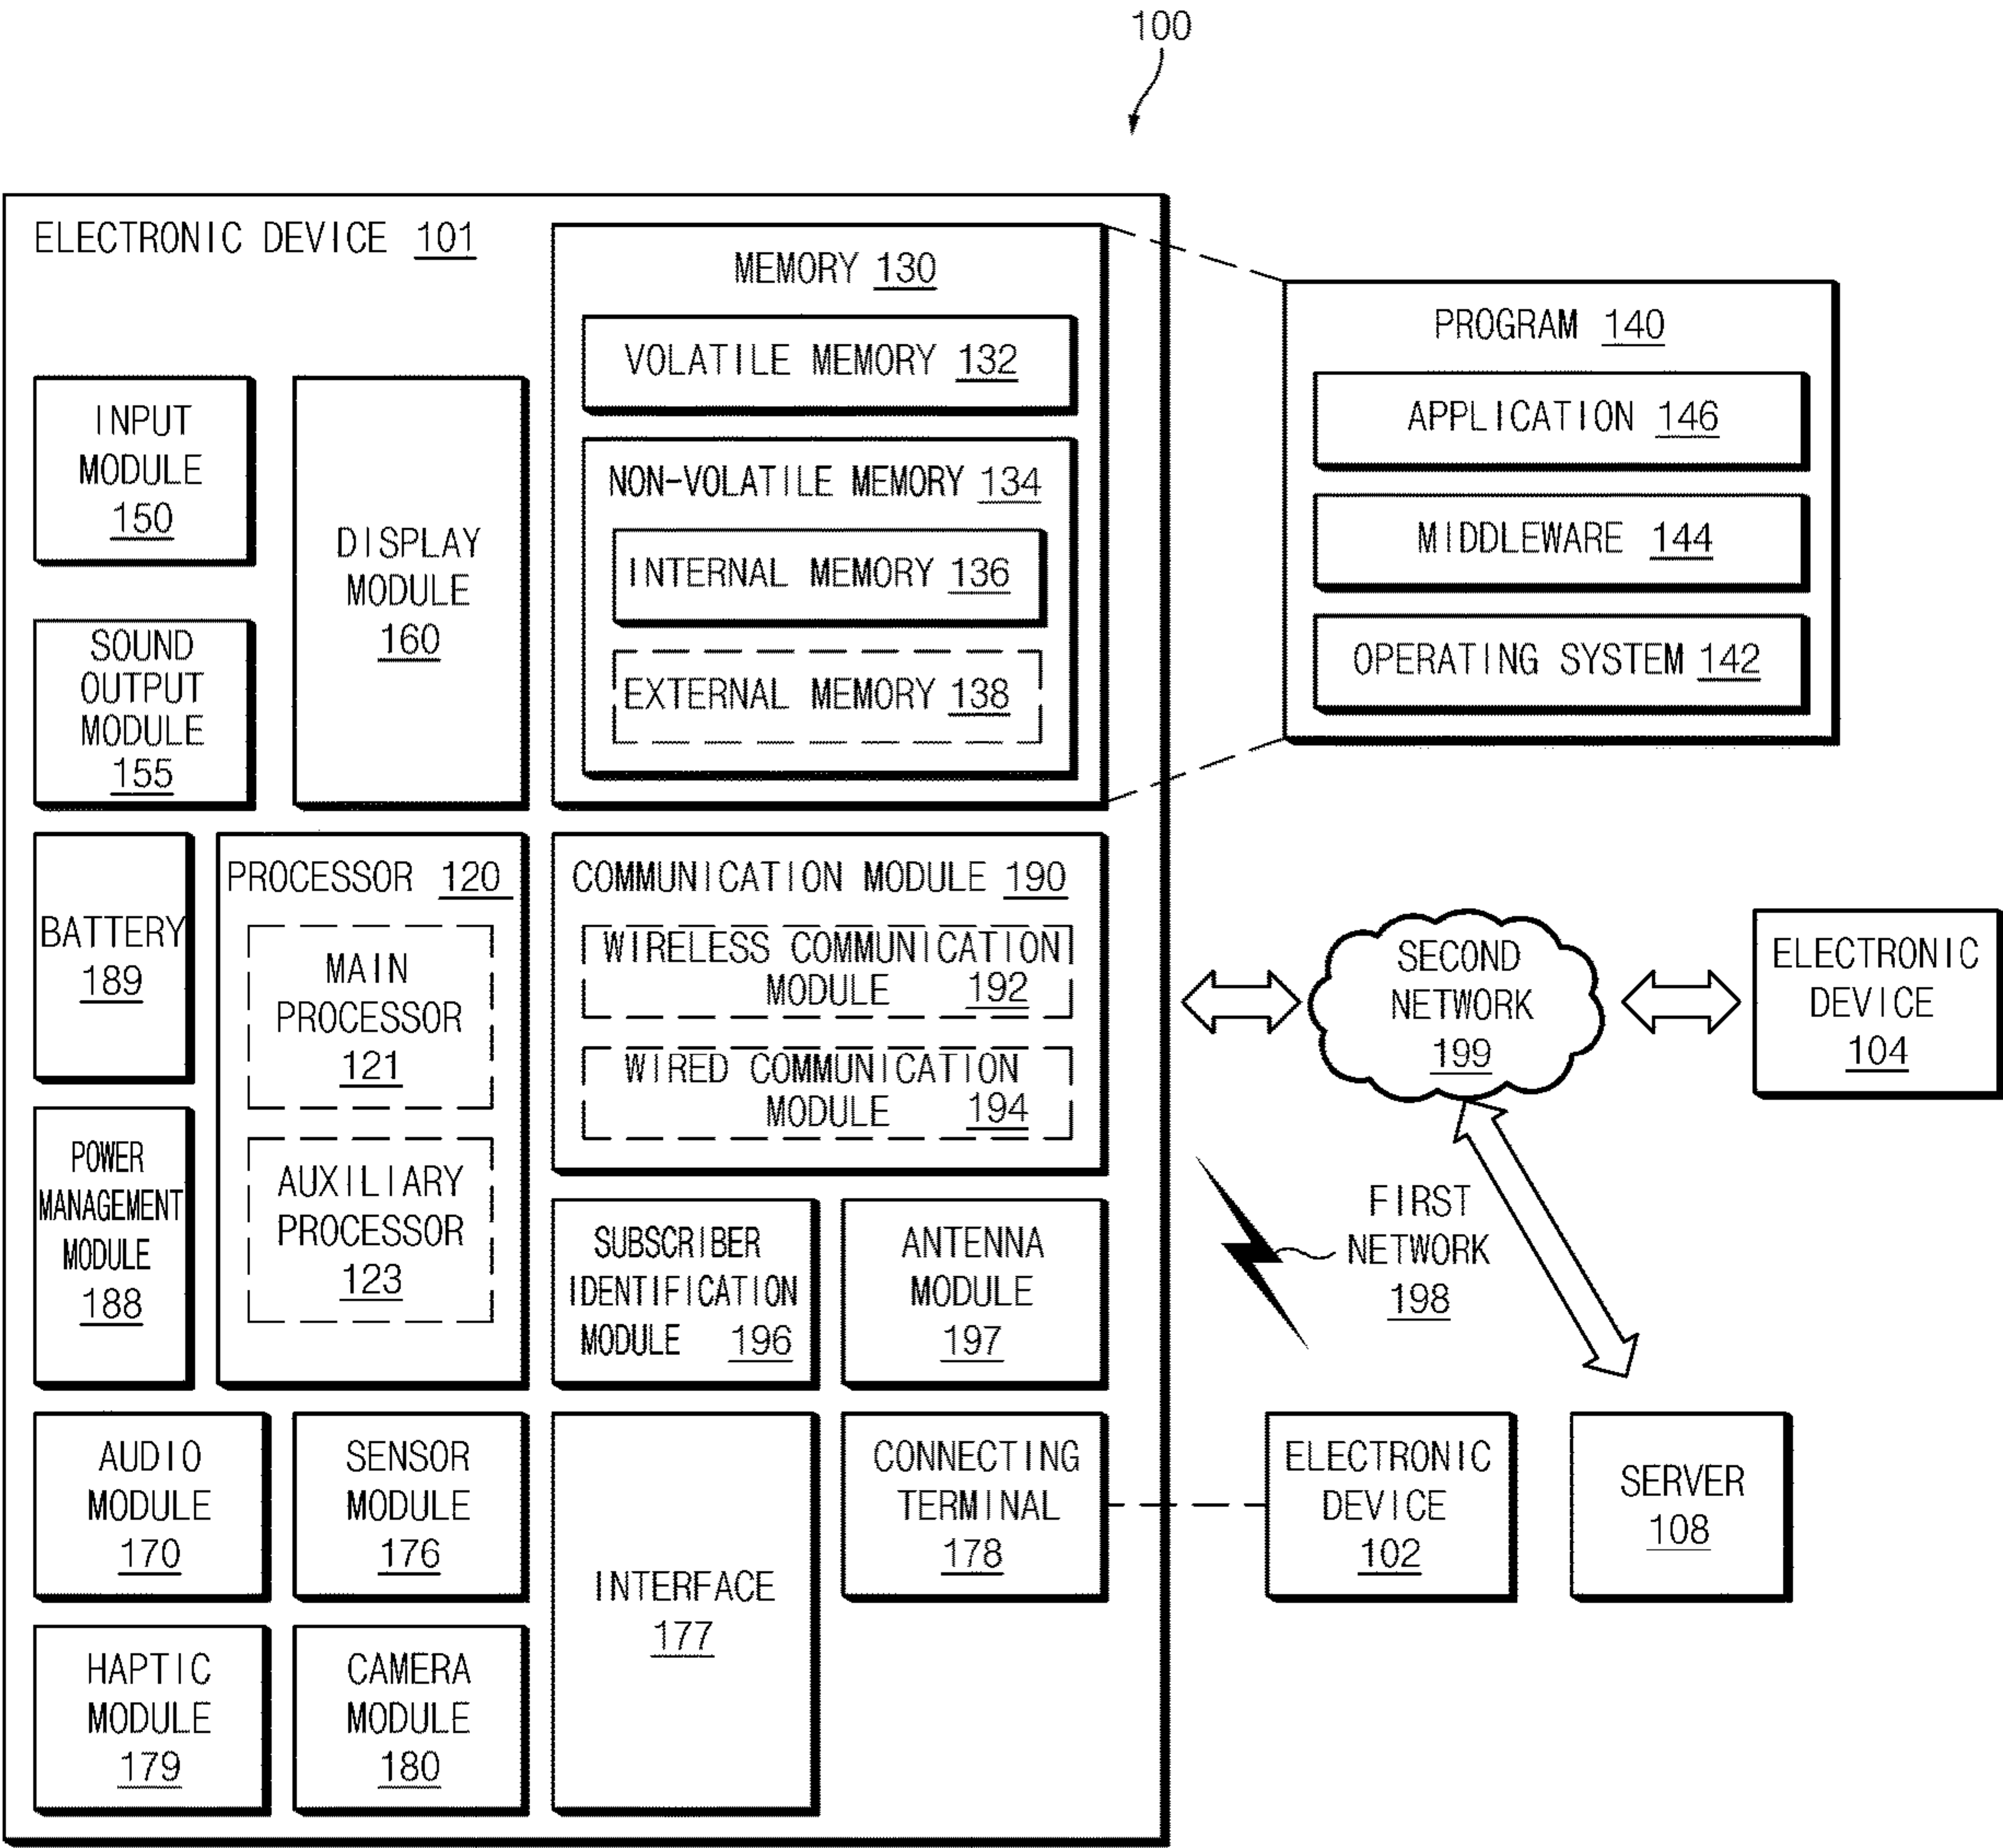 100
ELECTRONIC DEVICE 101
MEMORY 130
VOLATILE MEMORY 132
NON-VOLATILE MEMORY 134
INTERNAL MEMORY 136
EXTERNAL MEMORY 138
PROGRAM 140
APPLICATION 146
MIDDLEWARE 144
OPERATING SYSTEM 142
INPUT
MODULE
150
SOUND
OUTPUT
MODULE
155
DISPLAY
MODULE
160
BATTERY
189
POWER
MANAGEMENT
MODULE
188
PROCESSOR 120
MAIN
PROCESSOR
121
AUXILIARY
PROCESSOR
123
COMMUNICATION MODULE 190
WIRELESS COMMUNICATION
MODULE 192
WIRED COMMUNICATION
MODULE 194
SUBSCRIBER
IDENTIFICATION
MODULE 196
ANTENNA
MODULE
197
SECOND
NETWORK
199
ELECTRONIC
DEVICE
104
FIRST
NETWORK
198
AUDIO
MODULE
170
SENSOR
MODULE
176
INTERFACE
177
CONNECTING
TERMINAL
178
ELECTRONIC
DEVICE
102
SERVER
108
HAPTIC
MODULE
179
CAMERA
MODULE
180